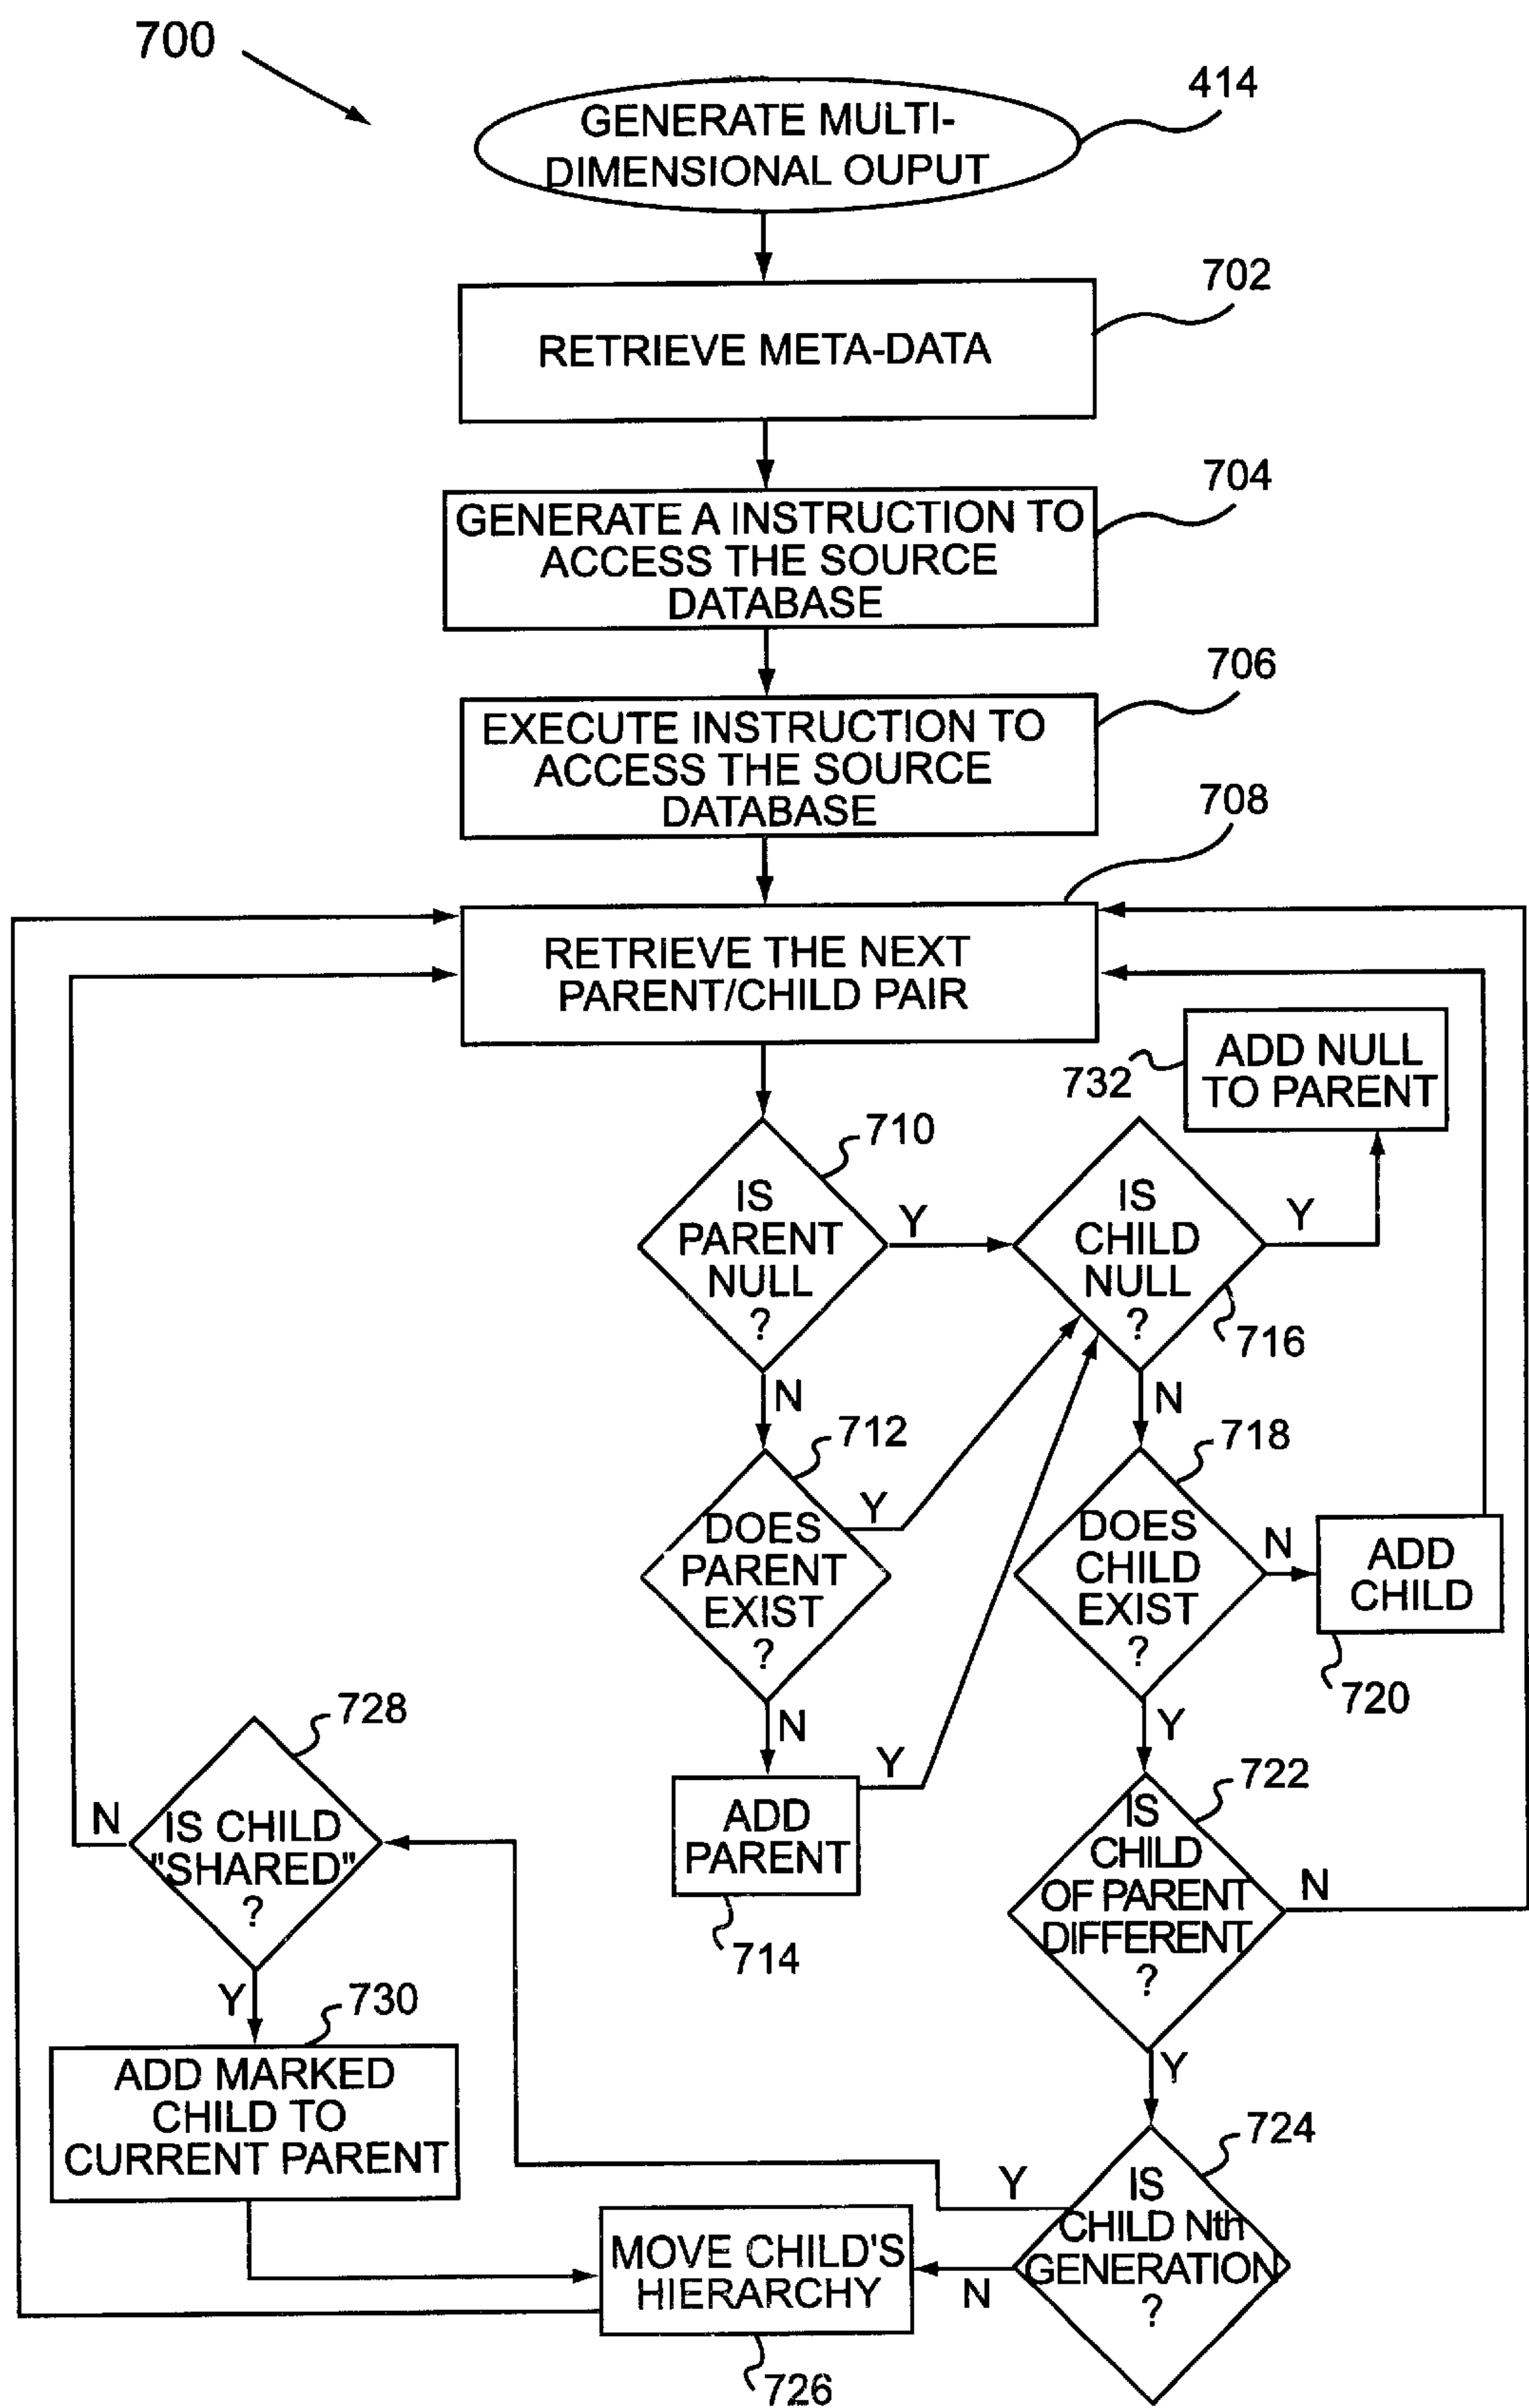 700
414
GENERATE MULTI-
DIMENSIONAL OUPUT
702
RETRIEVE META-DATA
704
GENERATE A INSTRUCTION TO
ACCESS THE SOURCE
DATABASE
706
EXECUTE INSTRUCTION TO
ACCESS THE SOURCE
DATABASE
708
RETRIEVE THE NEXT
PARENT/CHILD PAIR
732
ADD NULL
TO PARENT
710
IS
PARENT
NULL
?
Y
IS
CHILD
NULL
?
Y
716
N
N
712
DOES
PARENT
EXIST
?
Y
718
DOES
CHILD
EXIST
?
N
ADD
CHILD
720
N
Y
ADD
PARENT
Y
714
722
IS
CHILD
OF PARENT
DIFFERENT
?
N
728
IS CHILD
"SHARED"
?
N
Y
730
ADD MARKED
CHILD TO
CURRENT PARENT
Y
724
IS
CHILD Nth
GENERATION
?
Y
N
MOVE CHILD'S
HIERARCHY
726